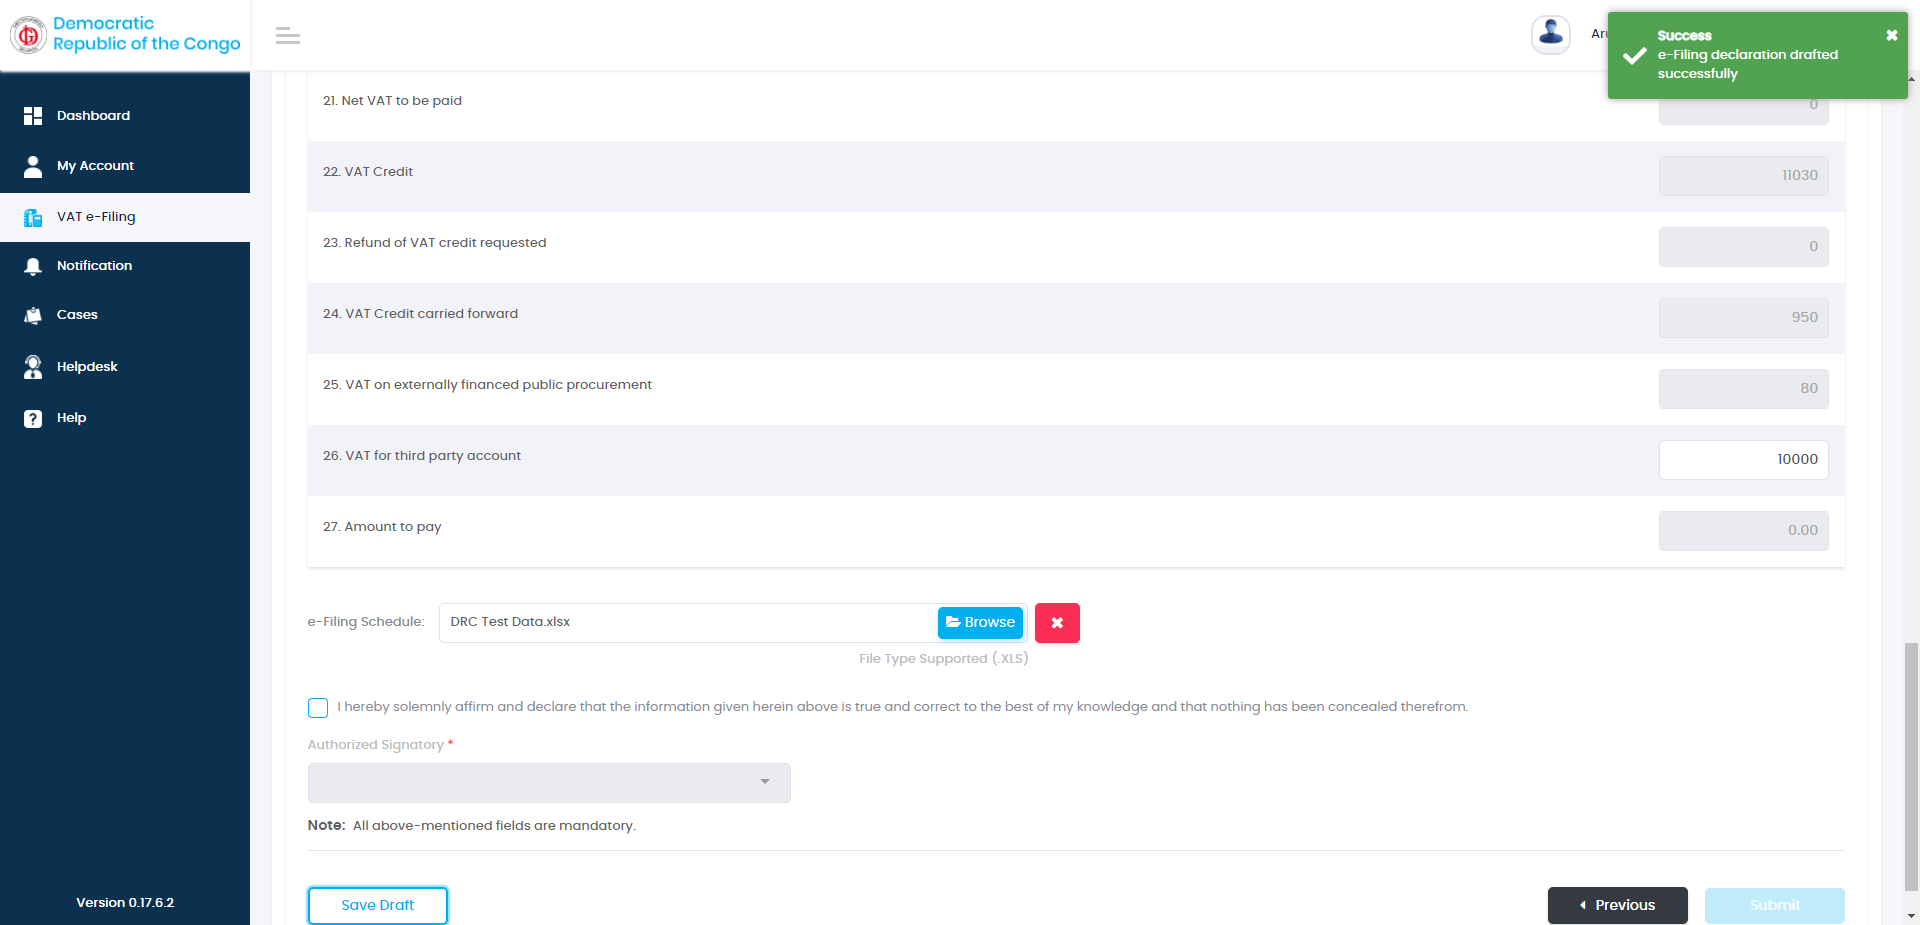 Democratic
Republic of the Congo
Success
e-Filing declaration drafted
successfully
Dashboard
My Account
VAT e-Filing
Notification
Cases
Helpdesk
Help
Version 0.17.6.2
21. Net VAT to be paid
0
22. VAT Credit
11030
23. Refund of VAT credit requested
0
24. VAT Credit carried forward
950
25. VAT on externally financed public procurement
80
26. VAT for third party account
10000
27. Amount to pay
0.00
e-Filing Schedule:
DRC Test Data.xlsx
Browse
File Type Supported (.XLS)
I hereby solemnly affirm and declare that the information given herein above is true and correct to the best of my knowledge and that nothing has been concealed therefrom.
Authorized Signatory *
Note: All above-mentioned fields are mandatory.
Save Draft
Previous
Submit